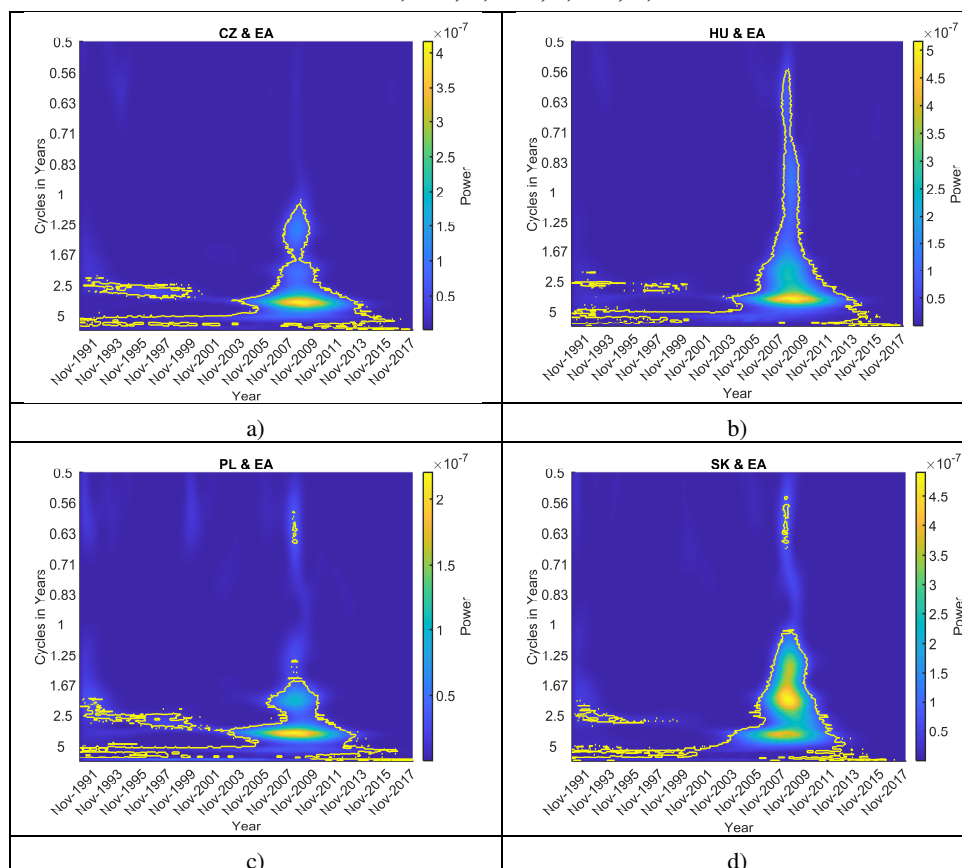 CZ & EA
×10⁻⁷
0.5
0.56
0.63
0.71
0.83
1
1.25
1.67
2.5
5
Cycles in Years
4
3.5
3
2.5
2
1.5
1
0.5
Power
Nov-1991
Nov-1993
Nov-1995
Nov-1997
Nov-1999
Nov-2001
Nov-2003
Nov-2005
Nov-2007
Nov-2009
Nov-2011
Nov-2013
Nov-2015
Nov-2017
Year
HU & EA
×10⁻⁷
0.5
0.56
0.63
0.71
0.83
1
1.25
1.67
2.5
5
Cycles in Years
5
4.5
4
3.5
3
2.5
2
1.5
1
0.5
Power
Nov-1991
Nov-1993
Nov-1995
Nov-1997
Nov-1999
Nov-2001
Nov-2003
Nov-2005
Nov-2007
Nov-2009
Nov-2011
Nov-2013
Nov-2015
Nov-2017
Year
a)
b)
PL & EA
×10⁻⁷
0.5
0.56
0.63
0.71
0.83
1
1.25
1.67
2.5
5
Cycles in Years
2
1.5
1
0.5
Power
Nov-1991
Nov-1993
Nov-1995
Nov-1997
Nov-1999
Nov-2001
Nov-2003
Nov-2005
Nov-2007
Nov-2009
Nov-2011
Nov-2013
Nov-2015
Nov-2017
Year
SK & EA
×10⁻⁷
0.5
0.56
0.63
0.71
0.83
1
1.25
1.67
2.5
5
Cycles in Years
4.5
4
3.5
3
2.5
2
1.5
1
0.5
Power
Nov-1991
Nov-1993
Nov-1995
Nov-1997
Nov-1999
Nov-2001
Nov-2003
Nov-2005
Nov-2007
Nov-2009
Nov-2011
Nov-2013
Nov-2015
Nov-2017
Year
c)
d)